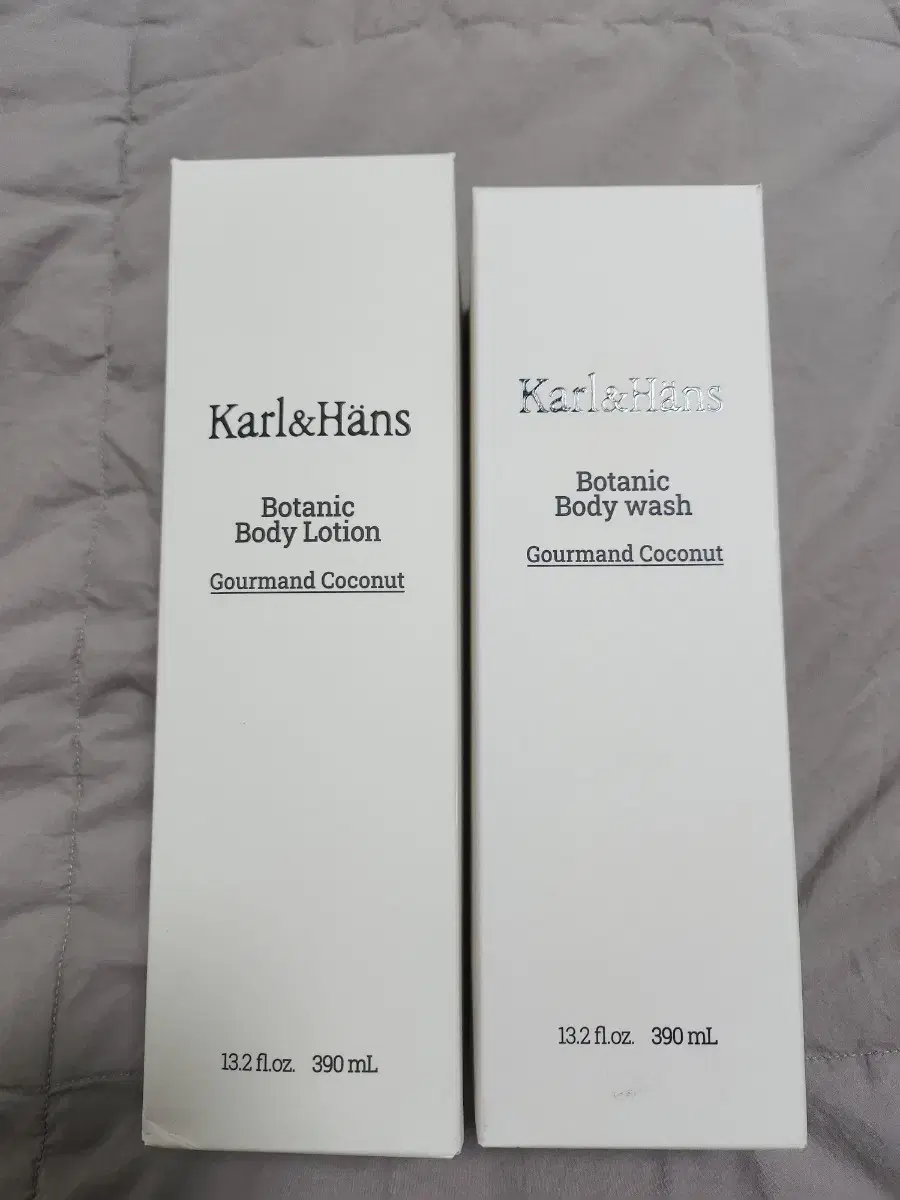 Karl&Häns
Botanic
Body Lotion
Gourmand Coconut
13.2 fl.oz. 390 mL
Karl&Häns
Botanic
Body wash
Gourmand Coconut
13.2 fl.oz. 390 mL